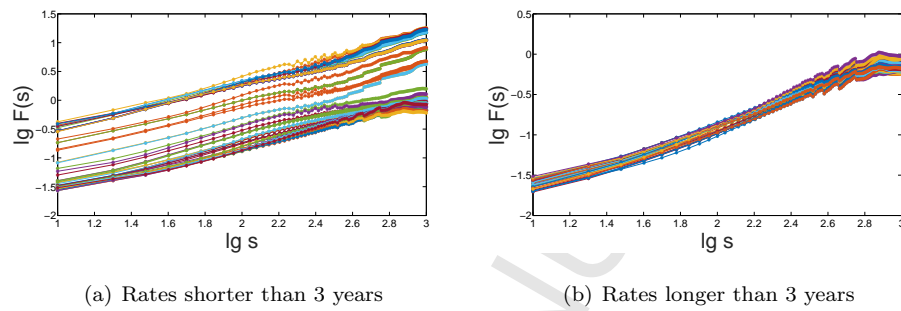 1.5
1
0.5
0
−0.5
−1
−1.5
−2
lg F(s)
1 1.2 1.4 1.6 1.8 2 2.2 2.4 2.6 2.8 3
lg s
(a) Rates shorter than 3 years
0.5
0
−0.5
−1
−1.5
−2
lg F(s)
1 1.2 1.4 1.6 1.8 2 2.2 2.4 2.6 2.8 3
lg s
(b) Rates longer than 3 years